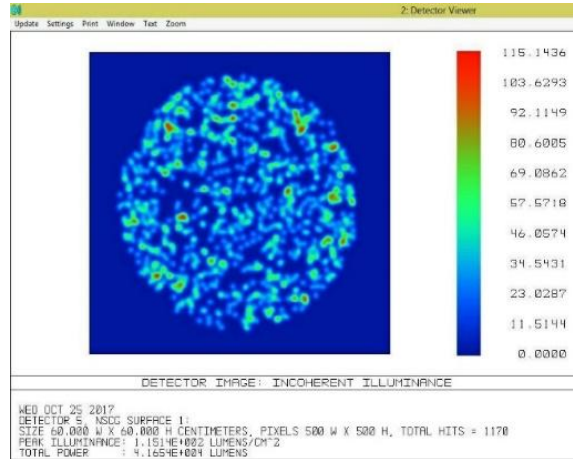 2: Detector Viewer
Update Settings Print Window Text Zoom
115.1436
103.6293
92.1149
80.6005
69.0862
57.5718
46.0574
34.5431
23.0287
11.5144
0.0000
DETECTOR IMAGE: INCOHERENT ILLUMINANCE
WED OCT 25 2017
DETECTOR 5, NSCG SURFACE 1:
SIZE 60.000 W X 60.000 H CENTIMETERS, PIXELS 500 W X 500 H, TOTAL HITS = 1170
PEAK ILLUMINANCE: 1.1514E+002 LUMENS/CM^2
TOTAL POWER : 4.1654E+004 LUMENS